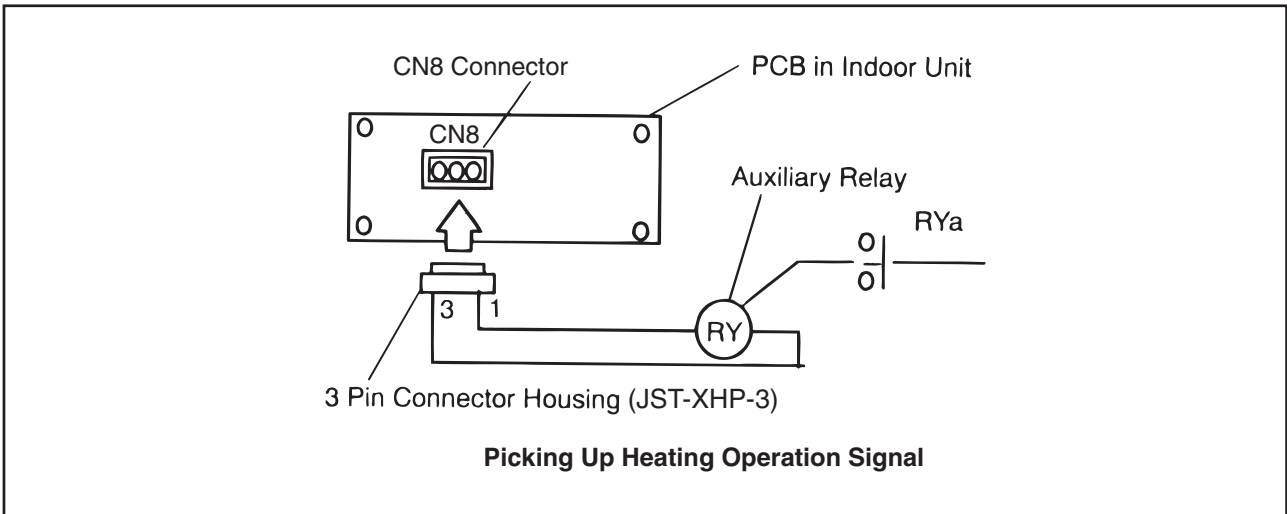 CN8 Connector
PCB in Indoor Unit
CN8
Auxiliary Relay
RYa
3
1
RY
3 Pin Connector Housing (JST-XHP-3)
Picking Up Heating Operation Signal